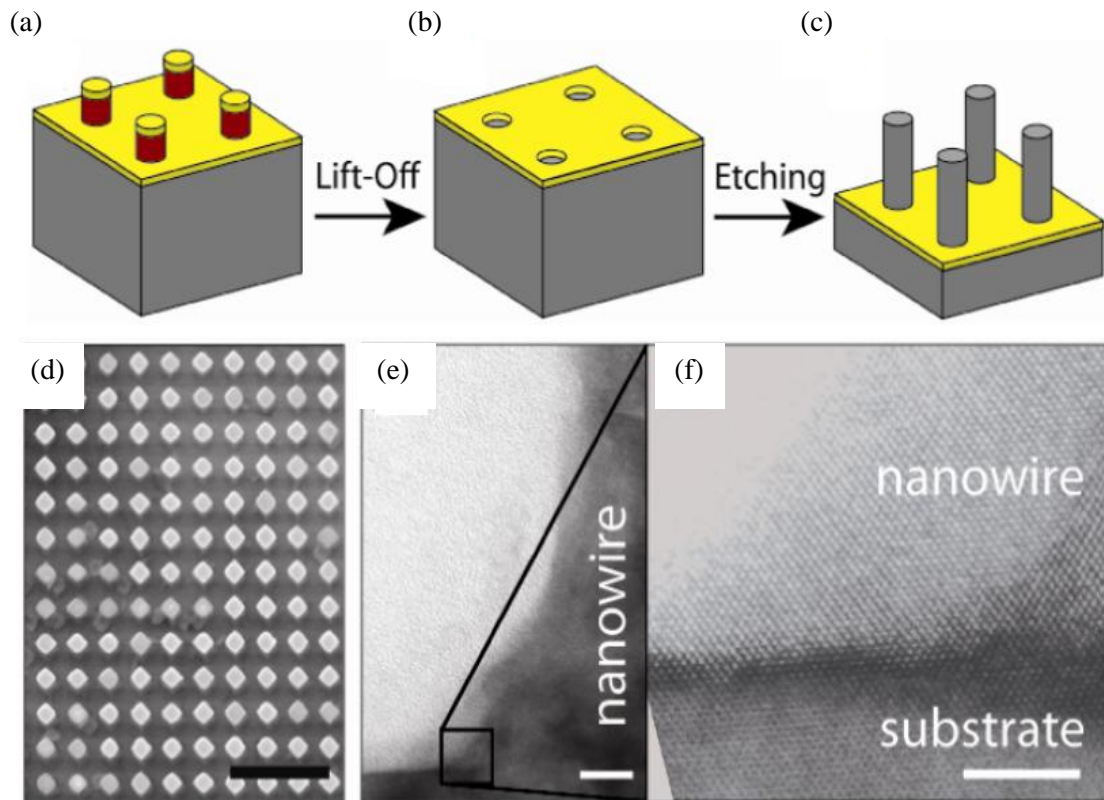 (a)
(b)
(c)
Lift-Off
Etching
(d)
(e)
(f)
nanowire
nanowire
substrate